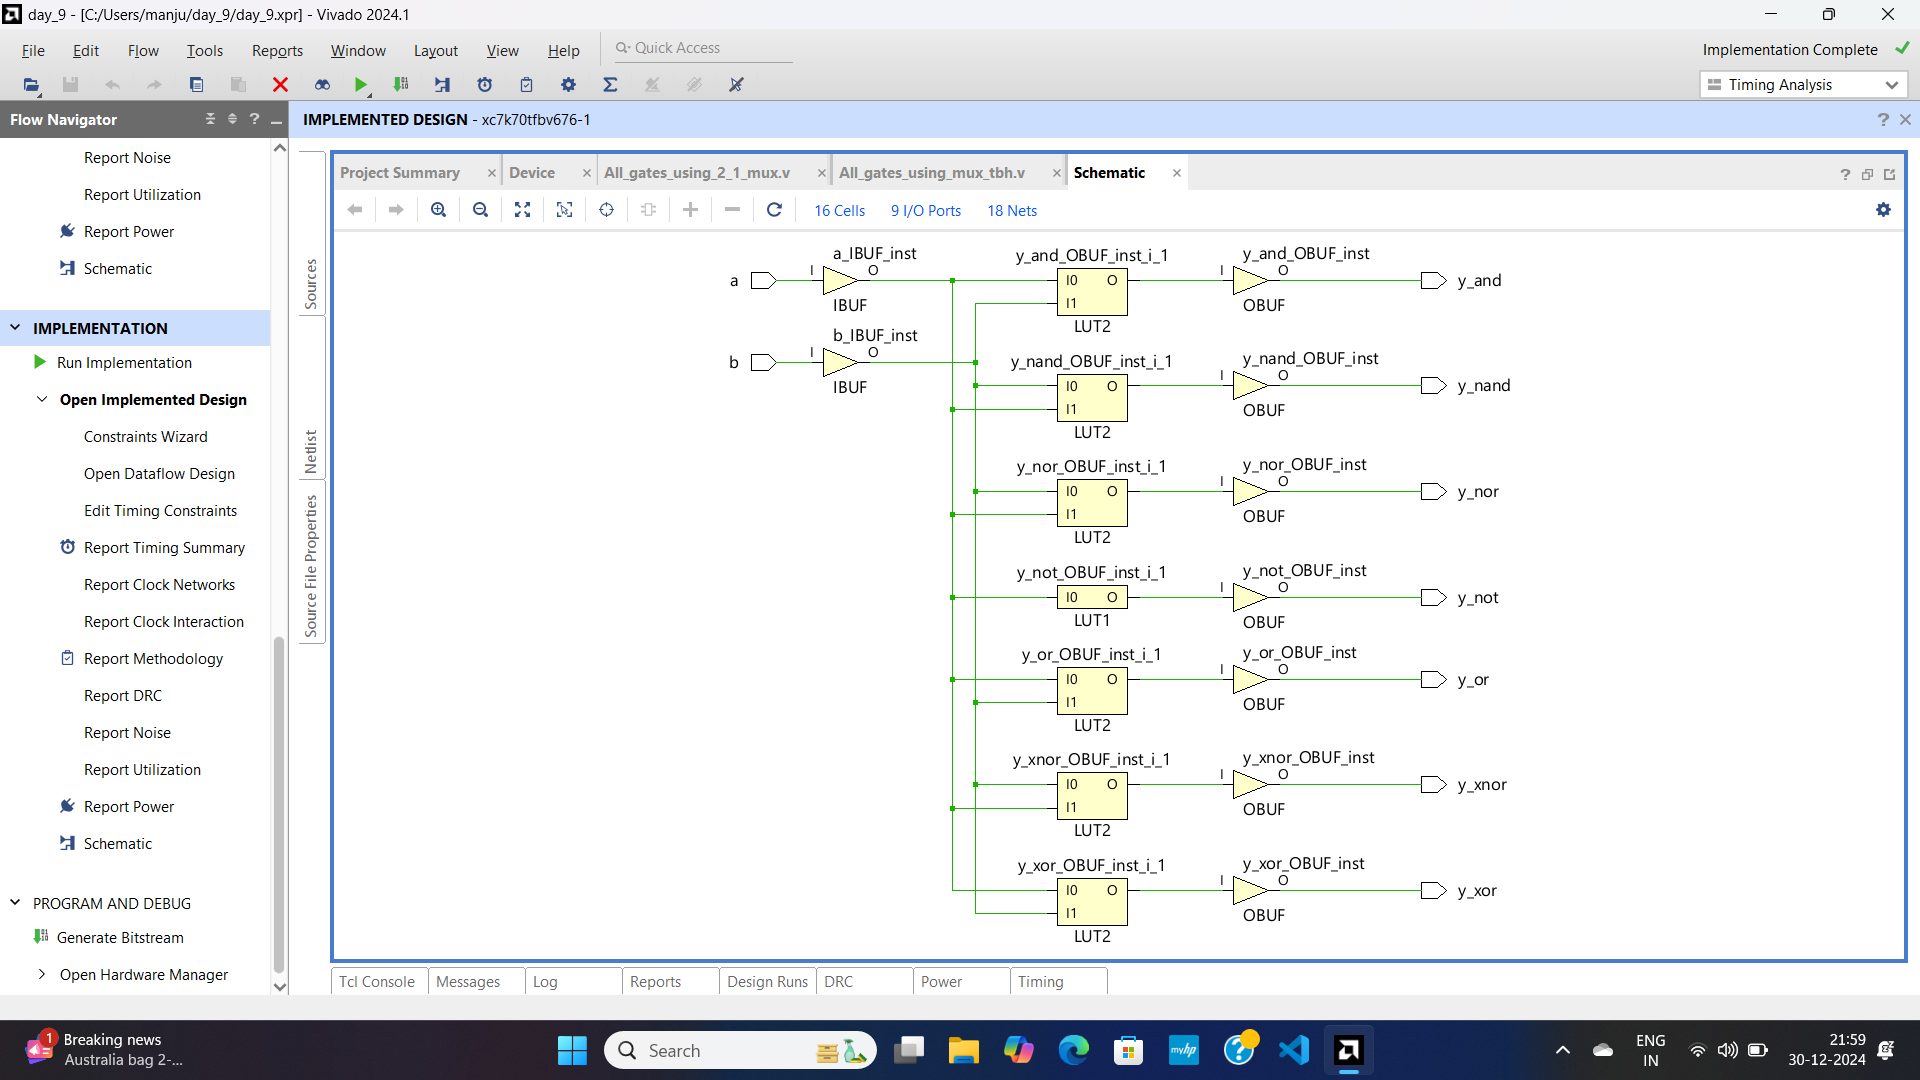 day_9 - [C:/Users/manju/day_9/day_9.xpr] - Vivado 2024.1
File Edit Flow Tools Reports Window Layout View Help Quick Access
Implementation Complete
Timing Analysis
Flow Navigator
Report Noise
Report Utilization
Report Power
Schematic
IMPLEMENTATION
Run Implementation
Open Implemented Design
Constraints Wizard
Open Dataflow Design
Edit Timing Constraints
Report Timing Summary
Report Clock Networks
Report Clock Interaction
Report Methodology
Report DRC
Report Noise
Report Utilization
Report Power
Schematic
PROGRAM AND DEBUG
Generate Bitstream
Open Hardware Manager
IMPLEMENTED DESIGN - xc7k70tfbv676-1
Sources
Netlist
Source File Properties
Project Summary Device All_gates_using_2_1_mux.v All_gates_using_mux_tbh.v Schematic
16 Cells 9 I/O Ports 18 Nets
a_IBUF_inst y_and_OBUF_inst_i_1 y_and_OBUF_inst
a I O I0 O I O y_and
IBUF I1 OBUF
LUT2
b_IBUF_inst
b I O
IBUF
y_nand_OBUF_inst_i_1 y_nand_OBUF_inst
I0 O I O y_nand
I1 OBUF
LUT2
y_nor_OBUF_inst_i_1 y_nor_OBUF_inst
I0 O I O y_nor
I1 OBUF
LUT2
y_not_OBUF_inst_i_1 y_not_OBUF_inst
I0 O I O y_not
LUT1 OBUF
y_or_OBUF_inst_i_1 y_or_OBUF_inst
I0 O I O y_or
I1 OBUF
LUT2
y_xnor_OBUF_inst_i_1 y_xnor_OBUF_inst
I0 O I O y_xnor
I1 OBUF
LUT2
y_xor_OBUF_inst_i_1 y_xor_OBUF_inst
I0 O I O y_xor
I1 OBUF
LUT2
Tcl Console Messages Log Reports Design Runs DRC Power Timing
1
Breaking news
Australia bag 2-...
Search
myhp
ENG
IN
21:59
30-12-2024